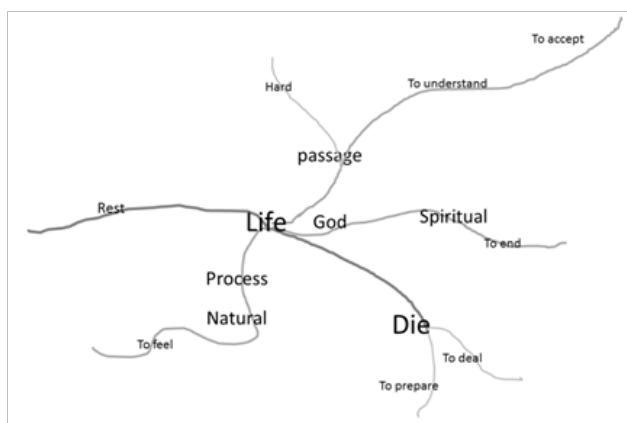 To accept
To understand
Hard
passage
Rest
Life
God
Spiritual
To end
Process
Natural
Die
To feel
To deal
To prepare